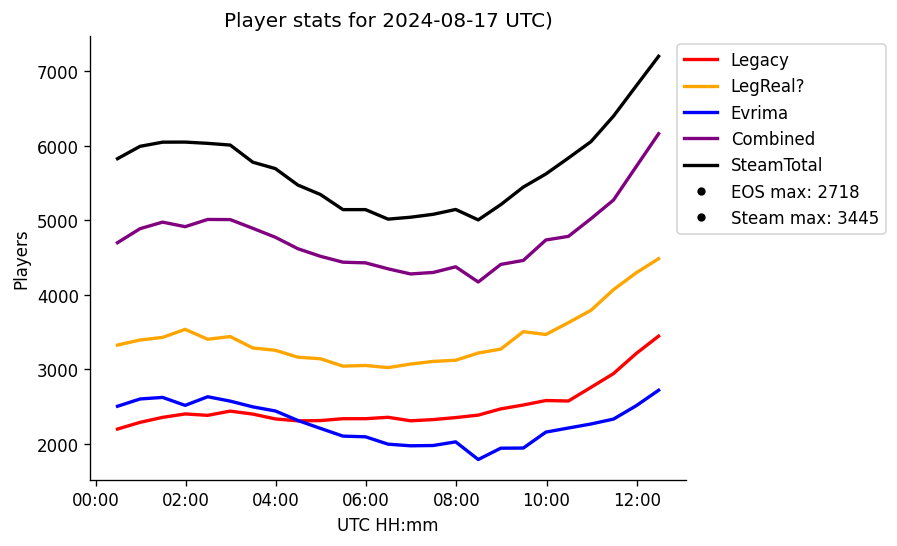 Player stats for 2024-08-17 UTC)
Legacy
LegReal?
Evrima
Combined
SteamTotal
EOS max: 2718
Steam max: 3445
Players
7000
6000
5000
4000
3000
2000
00:00 02:00 04:00 06:00 08:00 10:00 12:00
UTC HH:mm